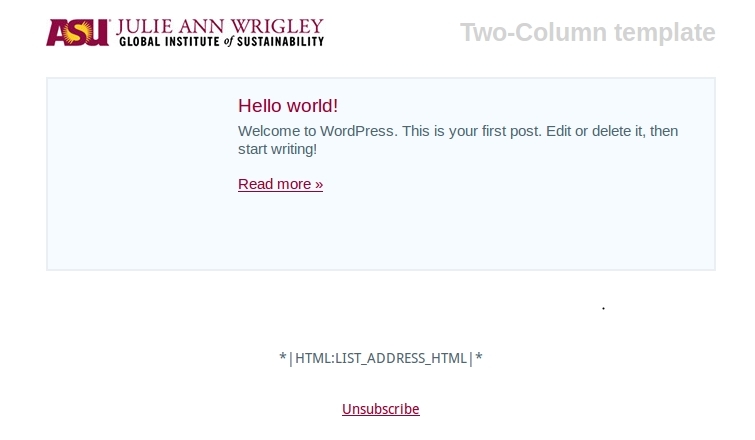 ASU JULIE ANN WRIGLEY
GLOBAL INSTITUTE of SUSTAINABILITY
Two-Column template
Hello world!
Welcome to WordPress. This is your first post. Edit or delete it, then
start writing!
Read more »
.
*|HTML:LIST_ADDRESS_HTML|*
Unsubscribe